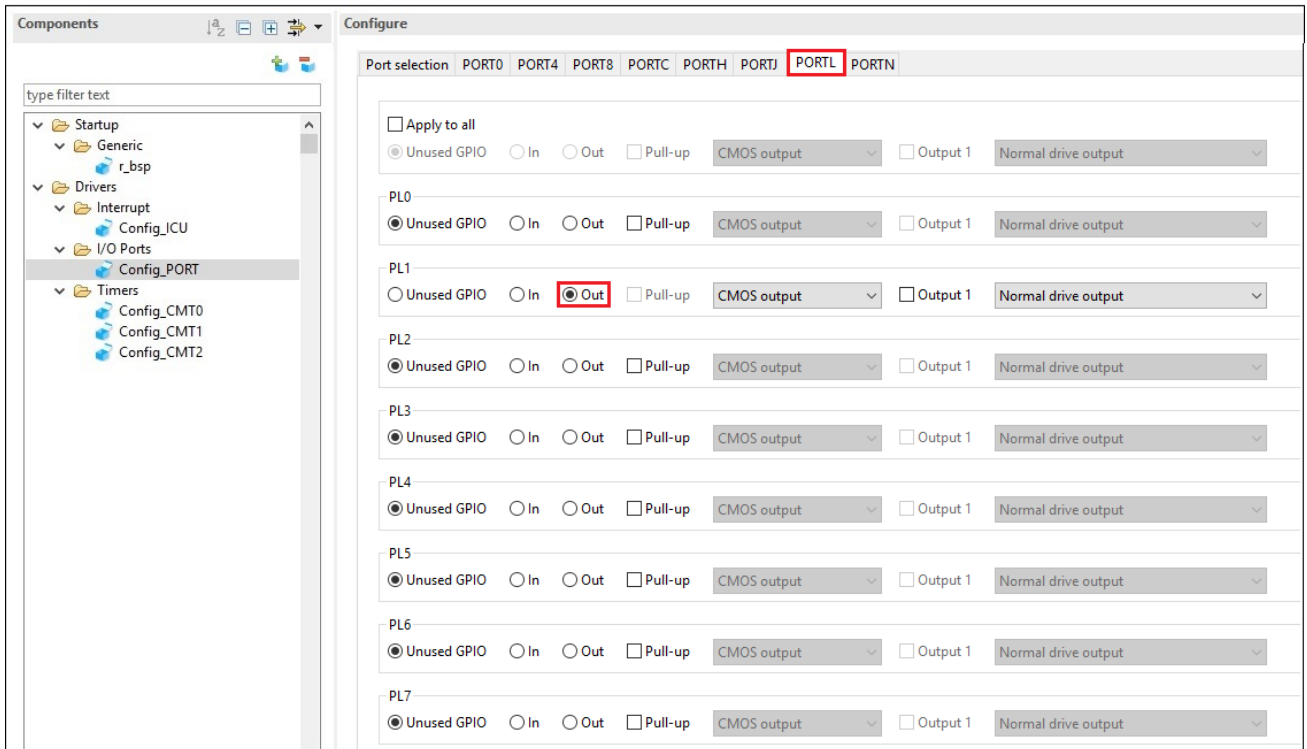 Components
Configure
Port selection PORT0 PORT4 PORT8 PORTC PORTH PORTJ PORTL PORTN
type filter text
Startup
Generic
r_bsp
Drivers
Interrupt
Config_ICU
I/O Ports
Config_PORT
Timers
Config_CMT0
Config_CMT1
Config_CMT2
Apply to all
Unused GPIO In Out Pull-up CMOS output Output 1 Normal drive output
PL0
Unused GPIO In Out Pull-up CMOS output Output 1 Normal drive output
PL1
Unused GPIO In Out Pull-up CMOS output Output 1 Normal drive output
PL2
Unused GPIO In Out Pull-up CMOS output Output 1 Normal drive output
PL3
Unused GPIO In Out Pull-up CMOS output Output 1 Normal drive output
PL4
Unused GPIO In Out Pull-up CMOS output Output 1 Normal drive output
PL5
Unused GPIO In Out Pull-up CMOS output Output 1 Normal drive output
PL6
Unused GPIO In Out Pull-up CMOS output Output 1 Normal drive output
PL7
Unused GPIO In Out Pull-up CMOS output Output 1 Normal drive output